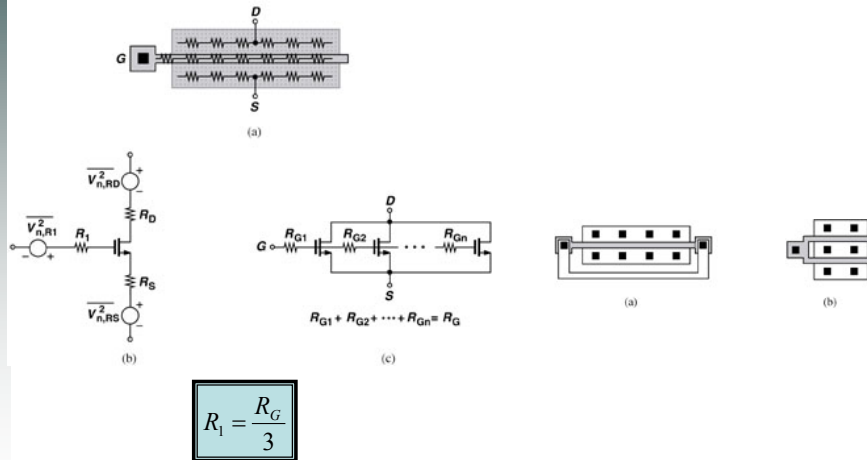 D
G
S
(a)
V²n,RD
+
−
RD
V²n,R1
R1
− +
RS
V²n,RS
+
−
(b)
D
G RG1 RG2 · · · RGn
S
RG1 + RG2 + ··· + RGn = RG
(c)
(a)
(b)
R1 = RG / 3